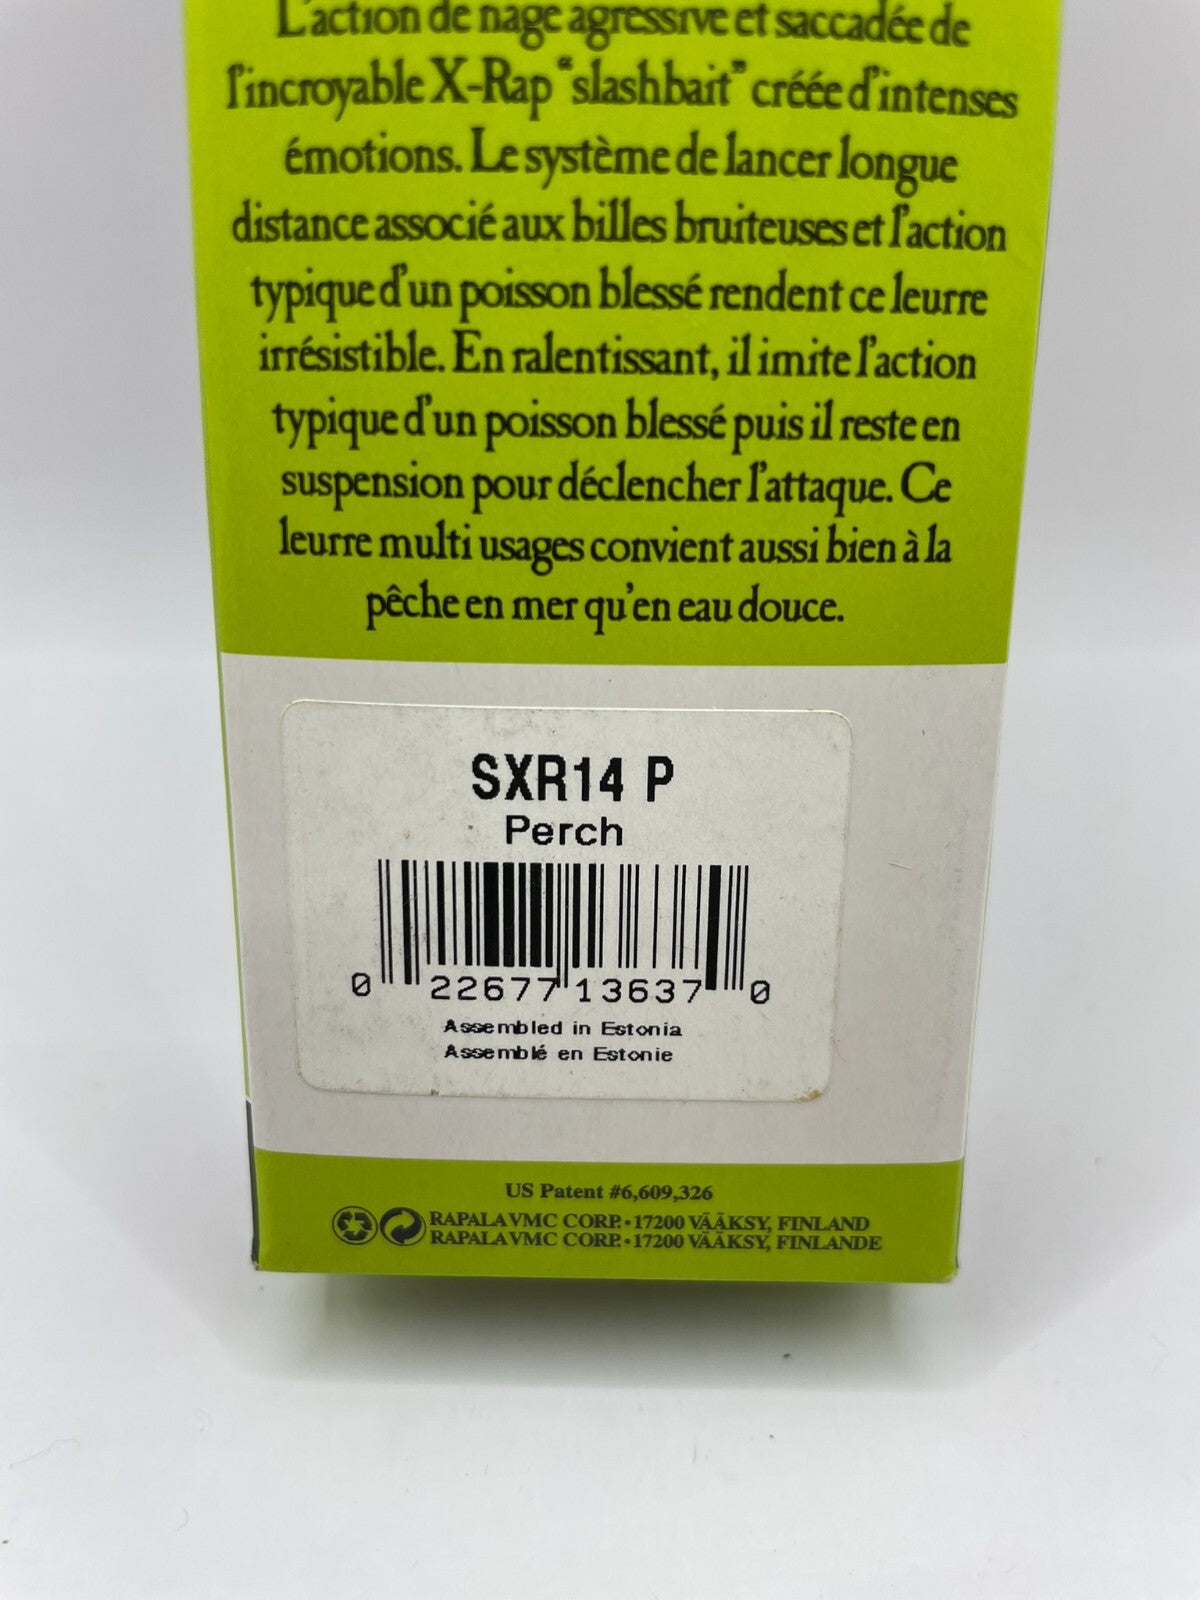 L'action de nage agressive et saccadée de
l'incroyable X-Rap "slashbait" créée d'intenses
émotions. Le système de lancer longue
distance associé aux billes bruiteuses et l'action
typique d'un poisson blessé rendent ce leurre
irrésistible. En ralentissant, il imite l'action
typique d'un poisson blessé puis il reste en
suspension pour déclencher l'attaque. Ce
leurre multi usages convient aussi bien à la
pêche en mer qu'en eau douce.
SXR14 P
Perch
0 22677 13637 0
Assembled in Estonia
Assemblé en Estonie
US Patent #6,609,326
RAPALA VMC CORP. • 17200 VÄÄKSY, FINLAND
RAPALA VMC CORP. • 17200 VÄÄKSY, FINLANDE